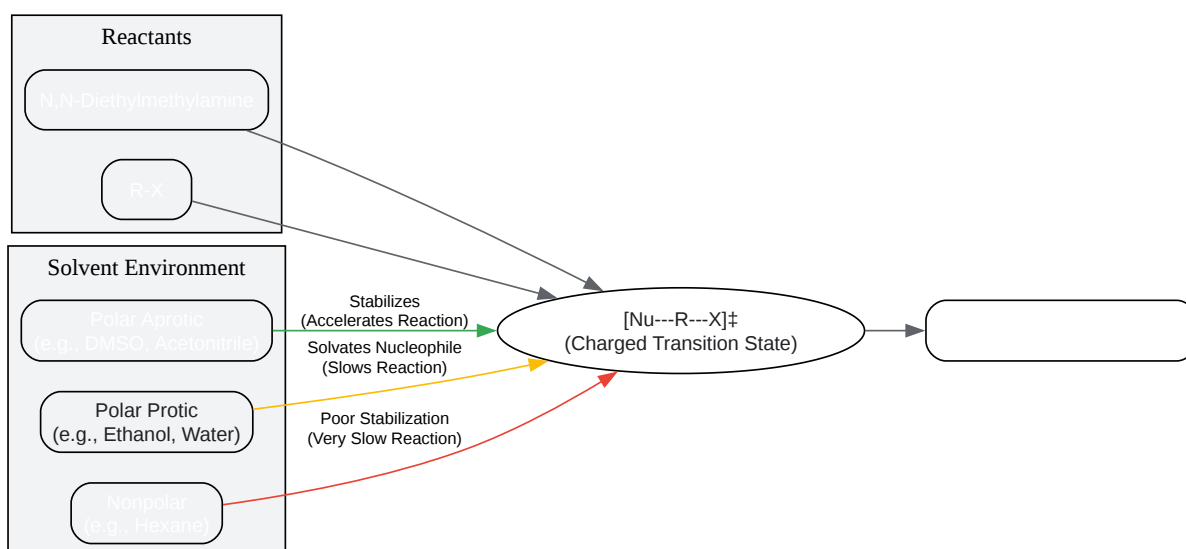 Reactants
N,N-Diethylmethylamine
R-X
Solvent Environment
Polar Aprotic
(e.g., DMSO, Acetonitrile)
Polar Protic
(e.g., Ethanol, Water)
Nonpolar
(e.g., Hexane)
Stabilizes
(Accelerates Reaction)
Solvates Nucleophile
(Slows Reaction)
Poor Stabilization
(Very Slow Reaction)
[Nu---R---X]‡
(Charged Transition State)